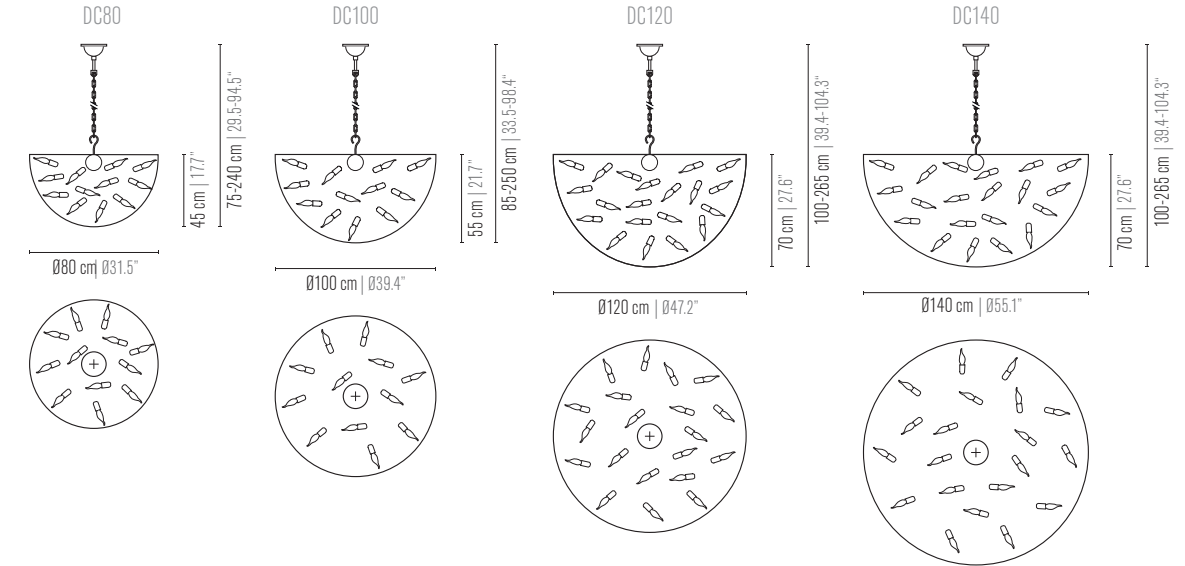 DC80
DC100
DC120
DC140
45 cm | 17.7"
75-240 cm | 29.5-94.5"
55 cm | 21.7"
85-250 cm | 33.5-98.4"
70 cm | 27.6"
100-265 cm | 39.4-104.3"
70 cm | 27.6"
100-265 cm | 39.4-104.3"
Ø80 cm| Ø31.5"
Ø100 cm | Ø39.4"
Ø120 cm | Ø47.2"
Ø140 cm | Ø55.1"